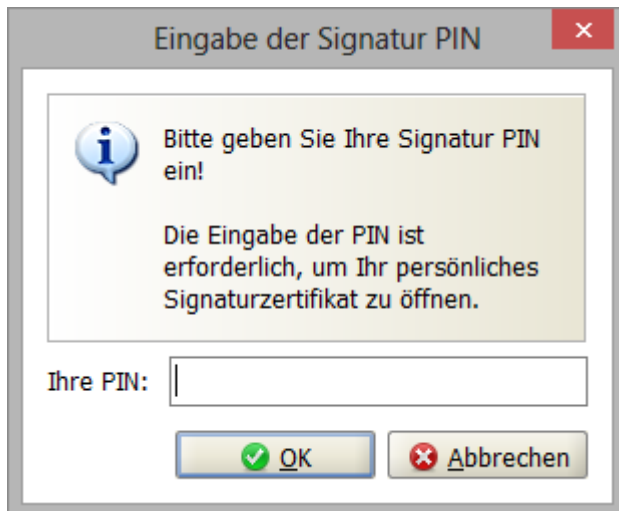 Eingabe der Signatur PIN
Bitte geben Sie Ihre Signatur PIN
ein!
Die Eingabe der PIN ist
erforderlich, um Ihr persönliches
Signaturzertifikat zu öffnen.
Ihre PIN:
OK
Abbrechen